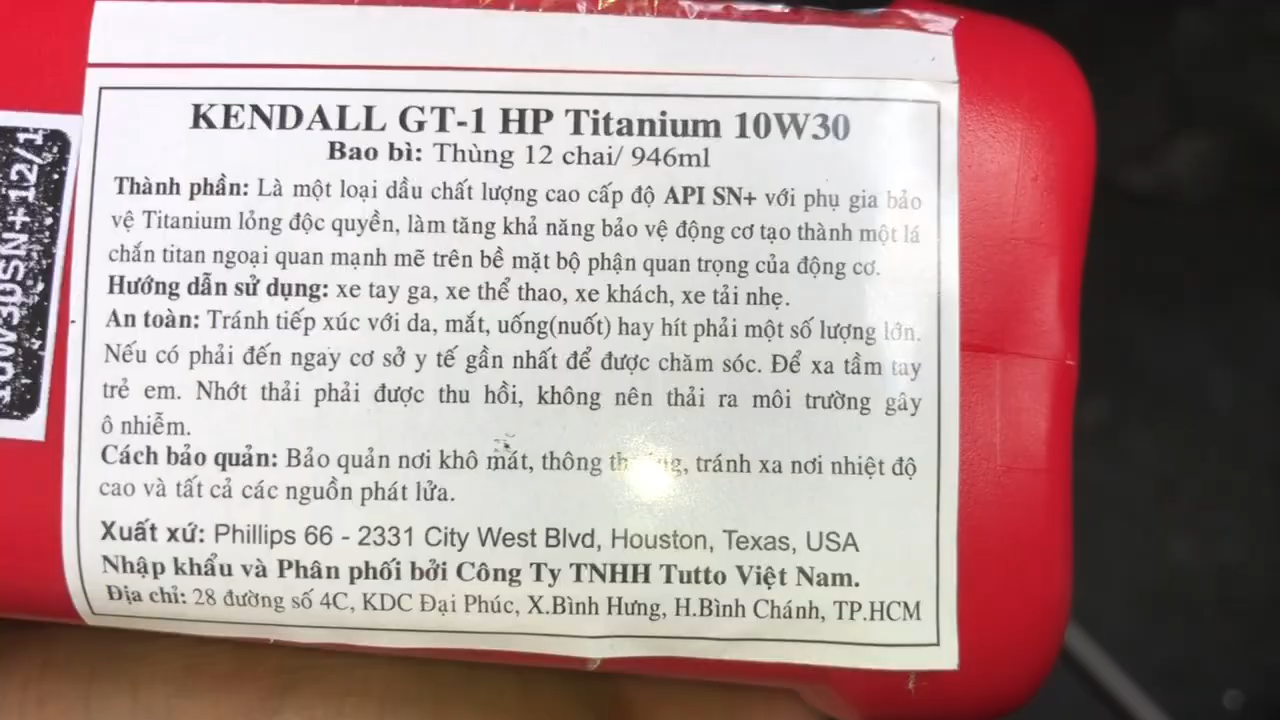 KENDALL GT-1 HP Titanium 10W30
Bao bì: Thùng 12 chai/ 946ml
Thành phần: Là một loại dầu chất lượng cao cấp độ API SN+ với phụ gia bảo
vệ Titanium lỏng độc quyền, làm tăng khả năng bảo vệ động cơ tạo thành một lá
chắn titan ngoại quan mạnh mẽ trên bề mặt bộ phận quan trọng của động cơ.
Hướng dẫn sử dụng: xe tay ga, xe thể thao, xe khách, xe tải nhẹ.
An toàn: Tránh tiếp xúc với da, mắt, uống(nuốt) hay hít phải một số lượng lớn.
Nếu có phải đến ngay cơ sở y tế gần nhất để được chăm sóc. Để xa tầm tay
trẻ em. Nhớt thải phải được thu hồi, không nên thải ra môi trường gây
ô nhiễm.
Cách bảo quản: Bảo quản nơi khô mát, thông tránh xa nơi nhiệt độ
cao và tất cả các nguồn phát lửa.
Xuất xứ: Phillips 66 - 2331 City West Blvd, Houston, Texas, USA
Nhập khẩu và Phân phối bởi Công Ty TNHH Tutto Việt Nam.
Địa chỉ: 28 đường số 4C, KDC Đại Phúc, X.Bình Hưng, H.Bình Chánh, TP.HCM
10W30SN+12/1